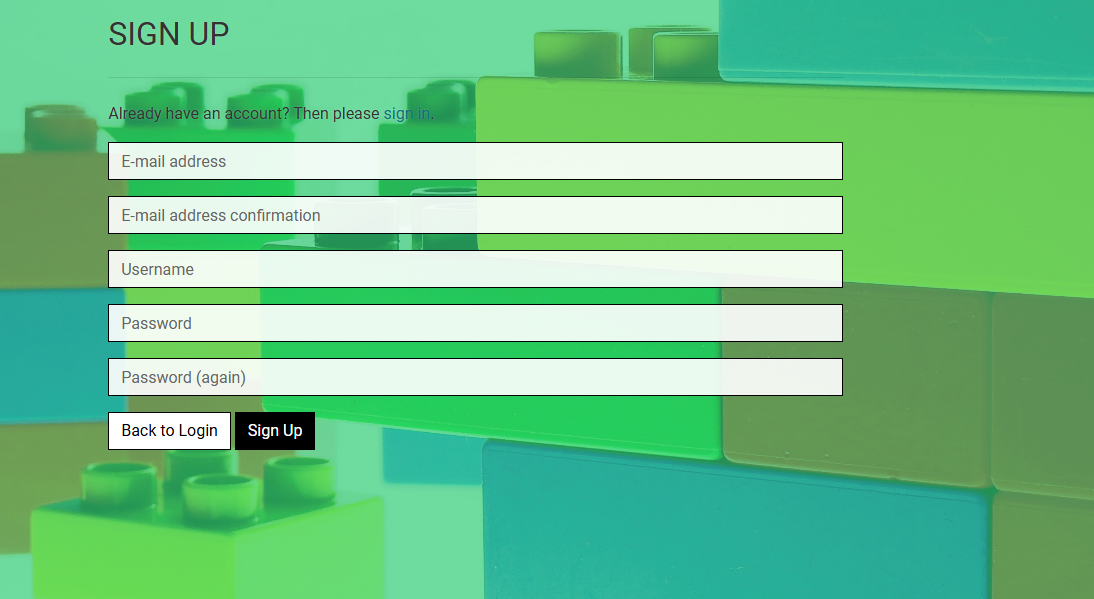 SIGN UP
Already have an account? Then please sign in.
E-mail address
E-mail address confirmation
Username
Password
Password (again)
Back to Login Sign Up